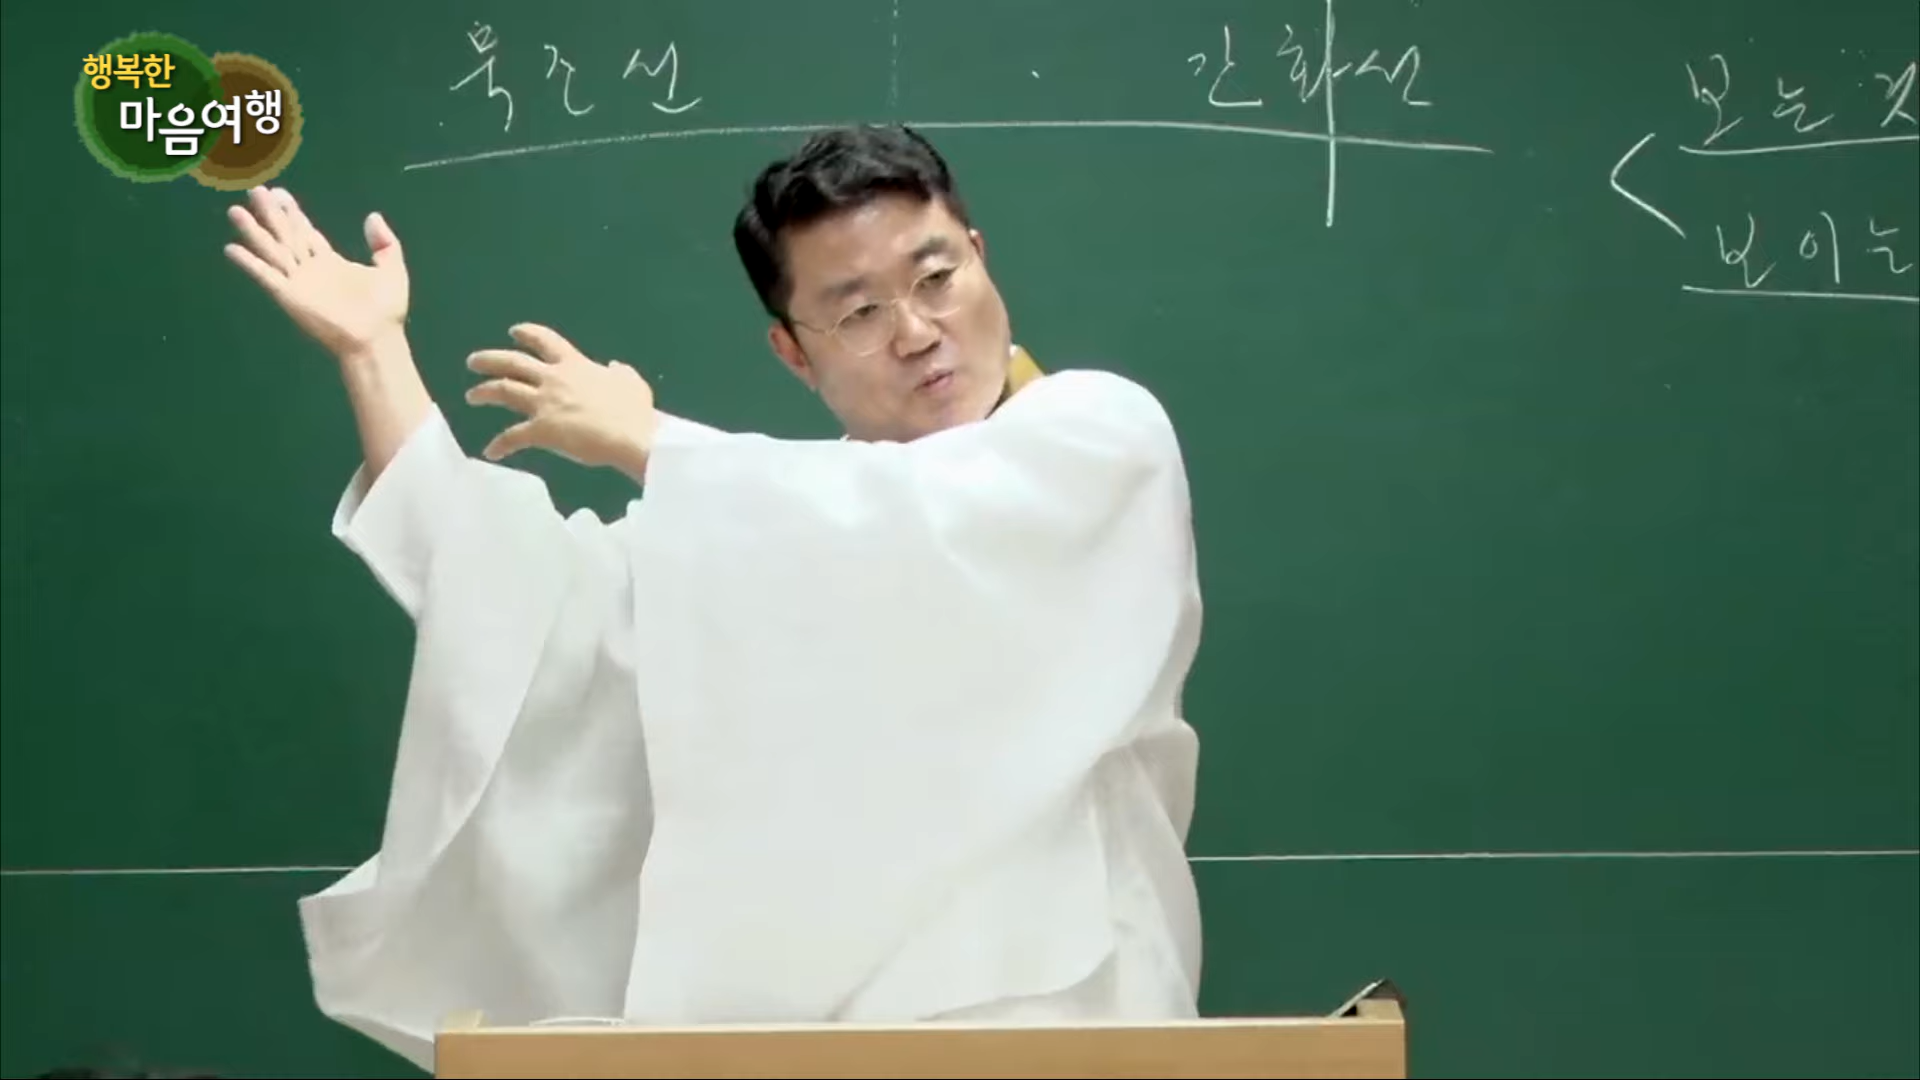 행복한
마음여행
묵조선
간화선
보는 것
보이는